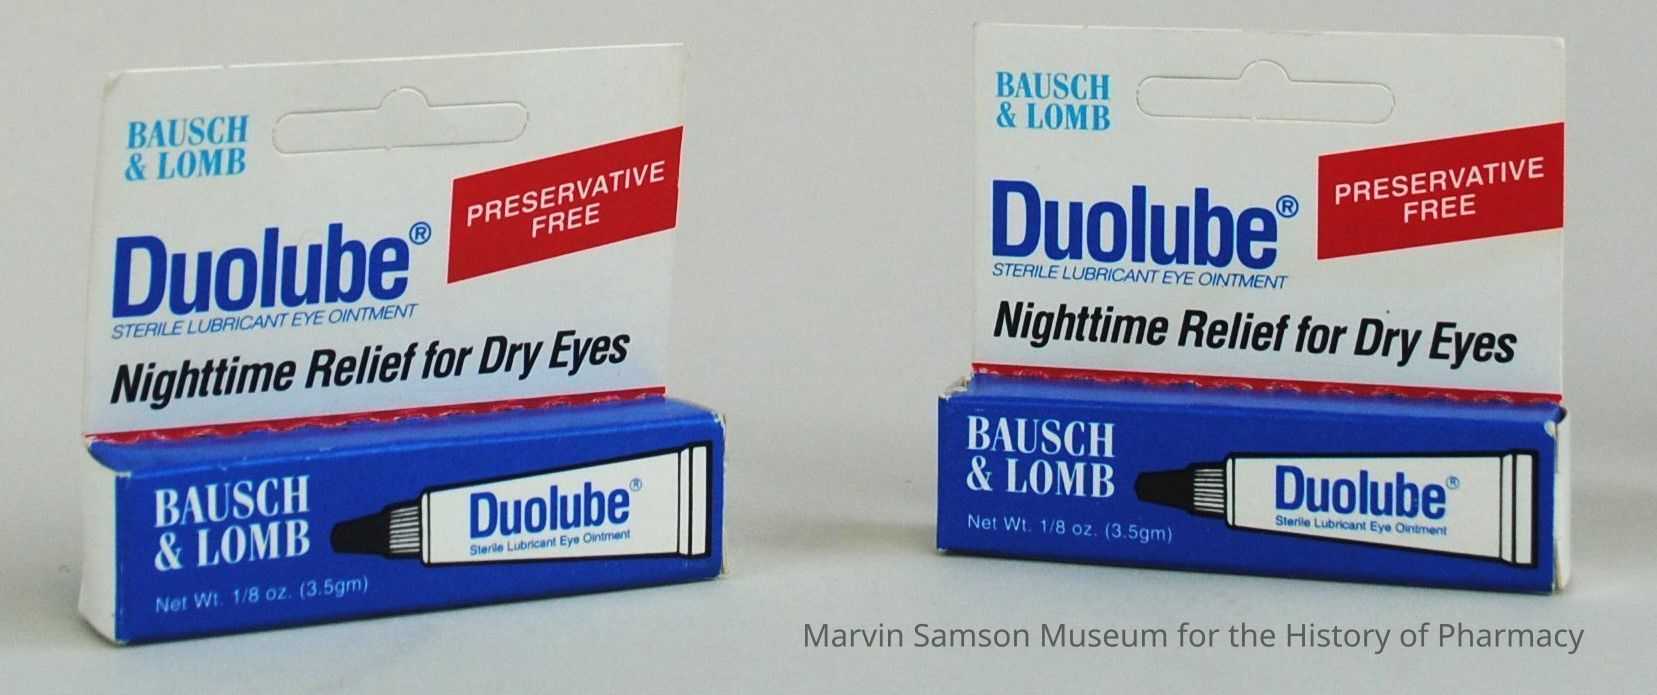 BAUSCH
& LOMB
PRESERVATIVE
FREE
Duolube®
STERILE LUBRICANT EYE OINTMENT
Nighttime Relief for Dry Eyes
BAUSCH
& LOMB
Net Wt. 1/8 oz. (3.5gm)
Duolube®
Sterile Lubricant Eye Ointment
BAUSCH
& LOMB
PRESERVATIVE
FREE
Duolube®
STERILE LUBRICANT EYE OINTMENT
Nighttime Relief for Dry Eyes
BAUSCH
& LOMB
Net Wt. 1/8 oz. (3.5gm)
Duolube®
Sterile Lubricant Eye Ointment
Marvin Samson Museum for the History of Pharmacy